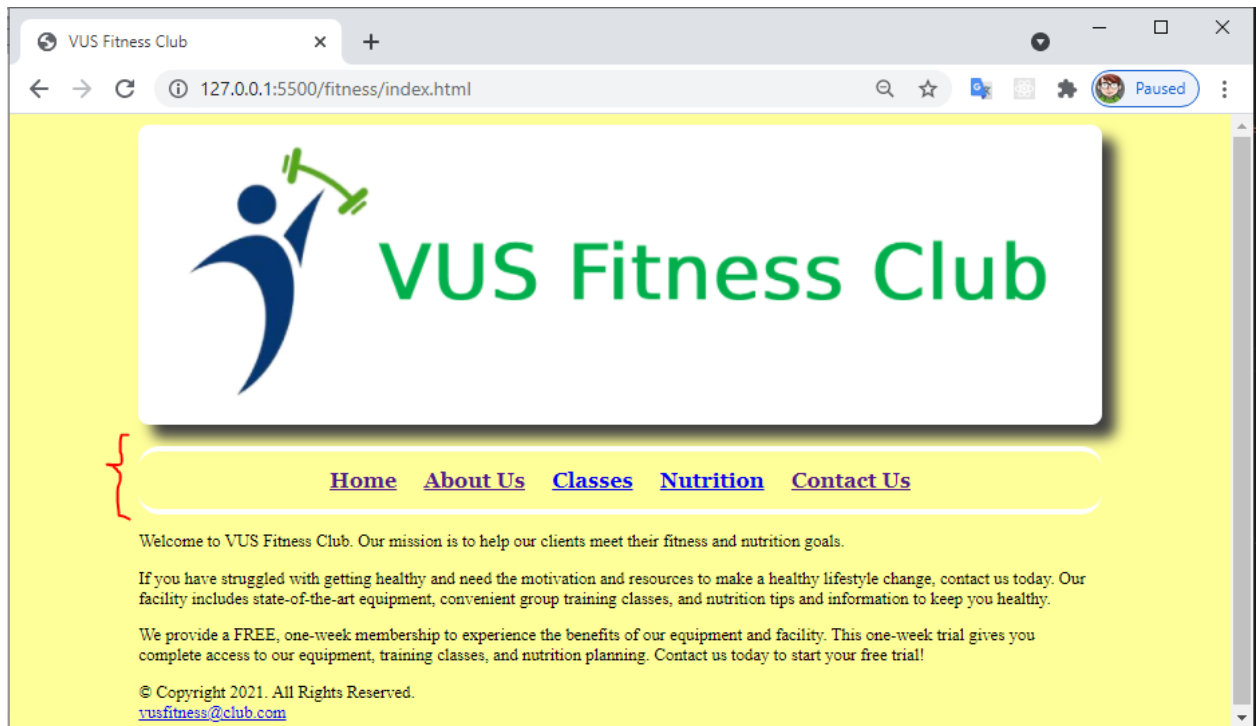 VUS Fitness Club
127.0.0.1:5500/fitness/index.html
Paused
VUS Fitness Club
Home About Us Classes Nutrition Contact Us
Welcome to VUS Fitness Club. Our mission is to help our clients meet their fitness and nutrition goals.
If you have struggled with getting healthy and need the motivation and resources to make a healthy lifestyle change, contact us today. Our
facility includes state-of-the-art equipment, convenient group training classes, and nutrition tips and information to keep you healthy.
We provide a FREE, one-week membership to experience the benefits of our equipment and facility. This one-week trial gives you
complete access to our equipment, training classes, and nutrition planning. Contact us today to start your free trial!
© Copyright 2021. All Rights Reserved.
vusfitness@club.com